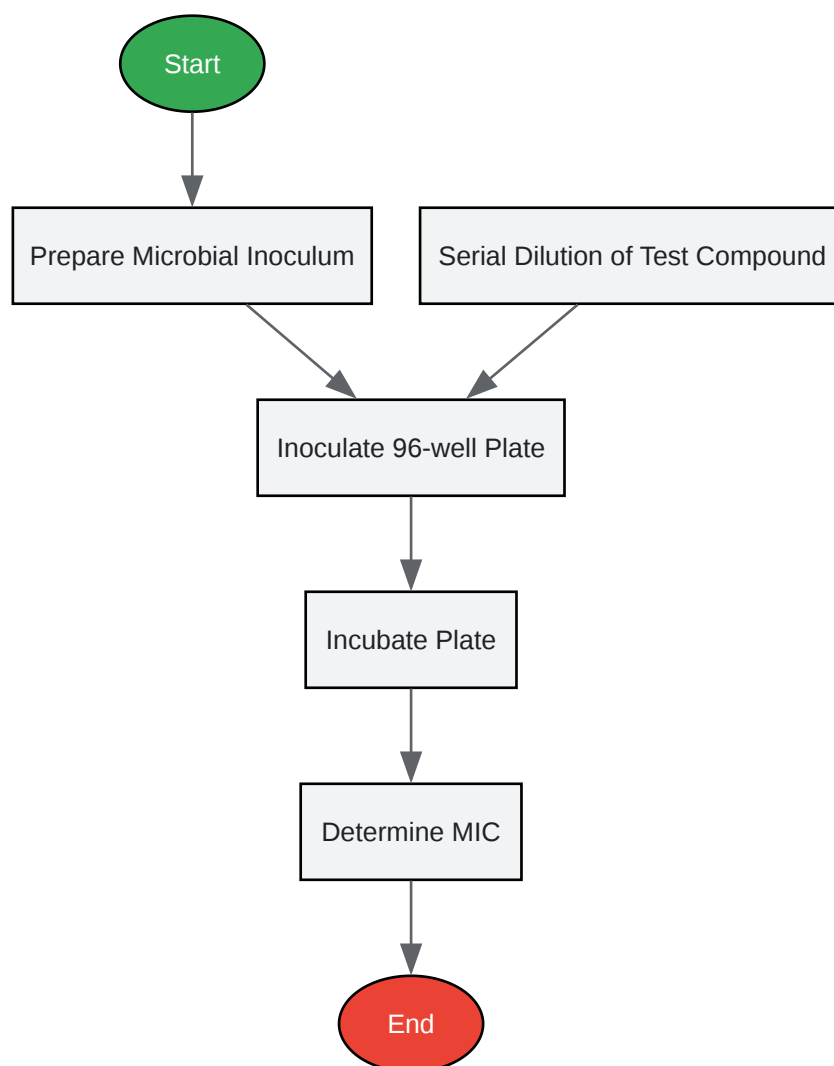 Start
Prepare Microbial Inoculum
Serial Dilution of Test Compound
Inoculate 96-well Plate
Incubate Plate
Determine MIC
End